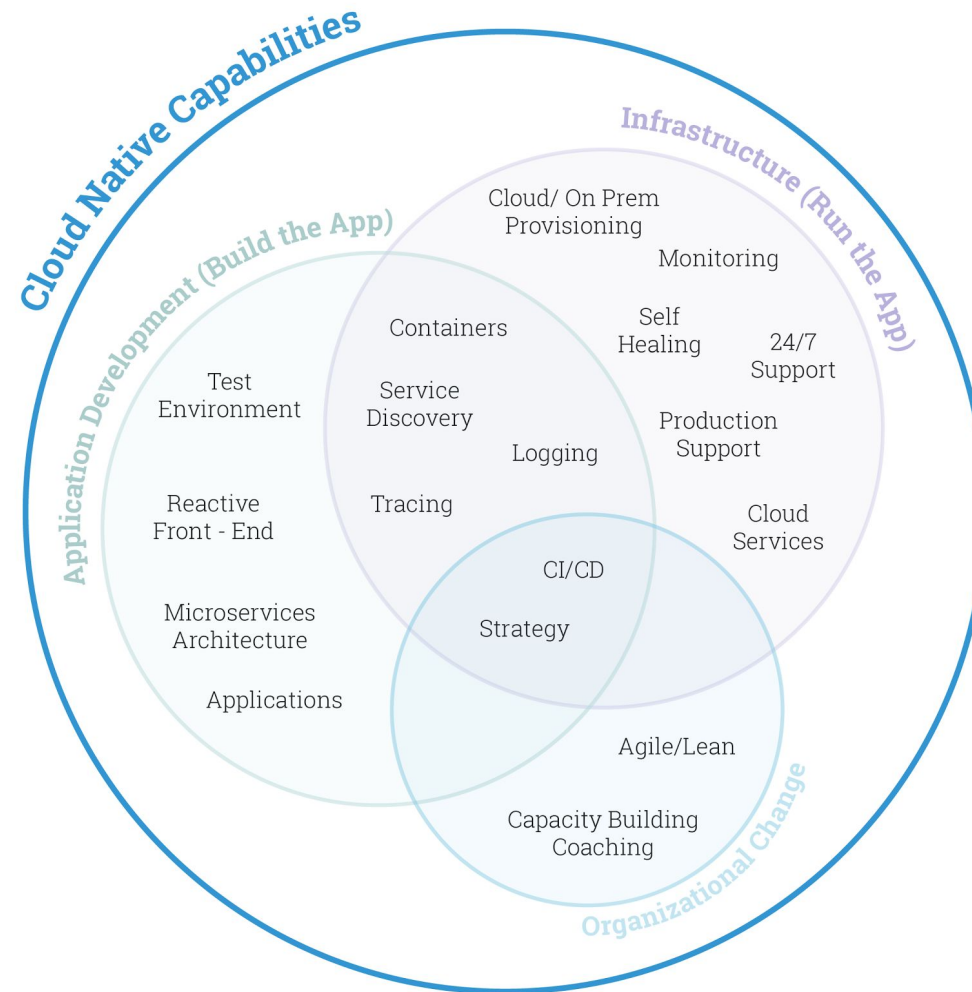 Cloud Native Capabilities
Infrastructure (Run the App)
Application Development (Build the App)
Cloud/ On Prem
Provisioning
Monitoring
Containers
Self
Healing
24/7
Support
Test
Environment
Service
Discovery
Production
Support
Logging
Tracing
Reactive
Front - End
Cloud
Services
CI/CD
Microservices
Architecture
Strategy
Applications
Agile/Lean
Capacity Building
Coaching
Organizational Change